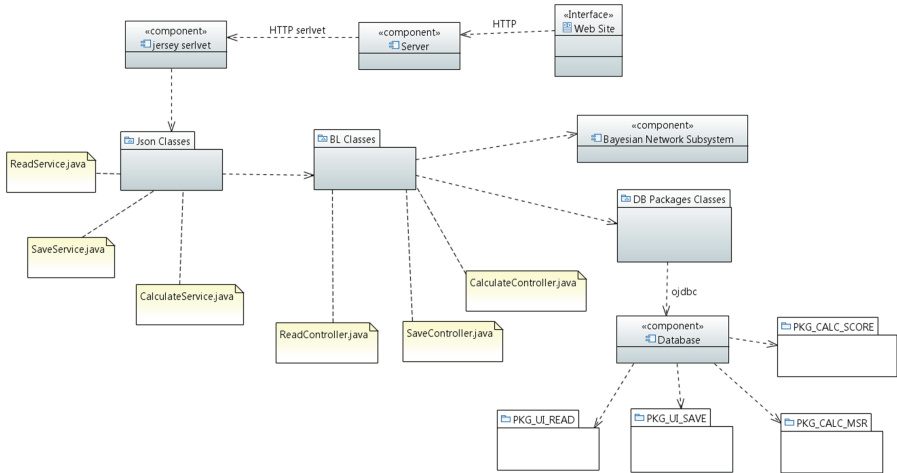 «Interface»
Web Site
HTTP
«component»
Server
HTTP serlvet
«component»
jersey serlvet
Json Classes
BL Classes
«component»
Bayesian Network Subsystem
ReadService.java
SaveService.java
CalculateService.java
DB Packages Classes
CalculateController.java
ReadController.java
SaveController.java
ojdbc
«component»
Database
PKG_CALC_SCORE
PKG_UI_READ
PKG_UI_SAVE
PKG_CALC_MSR